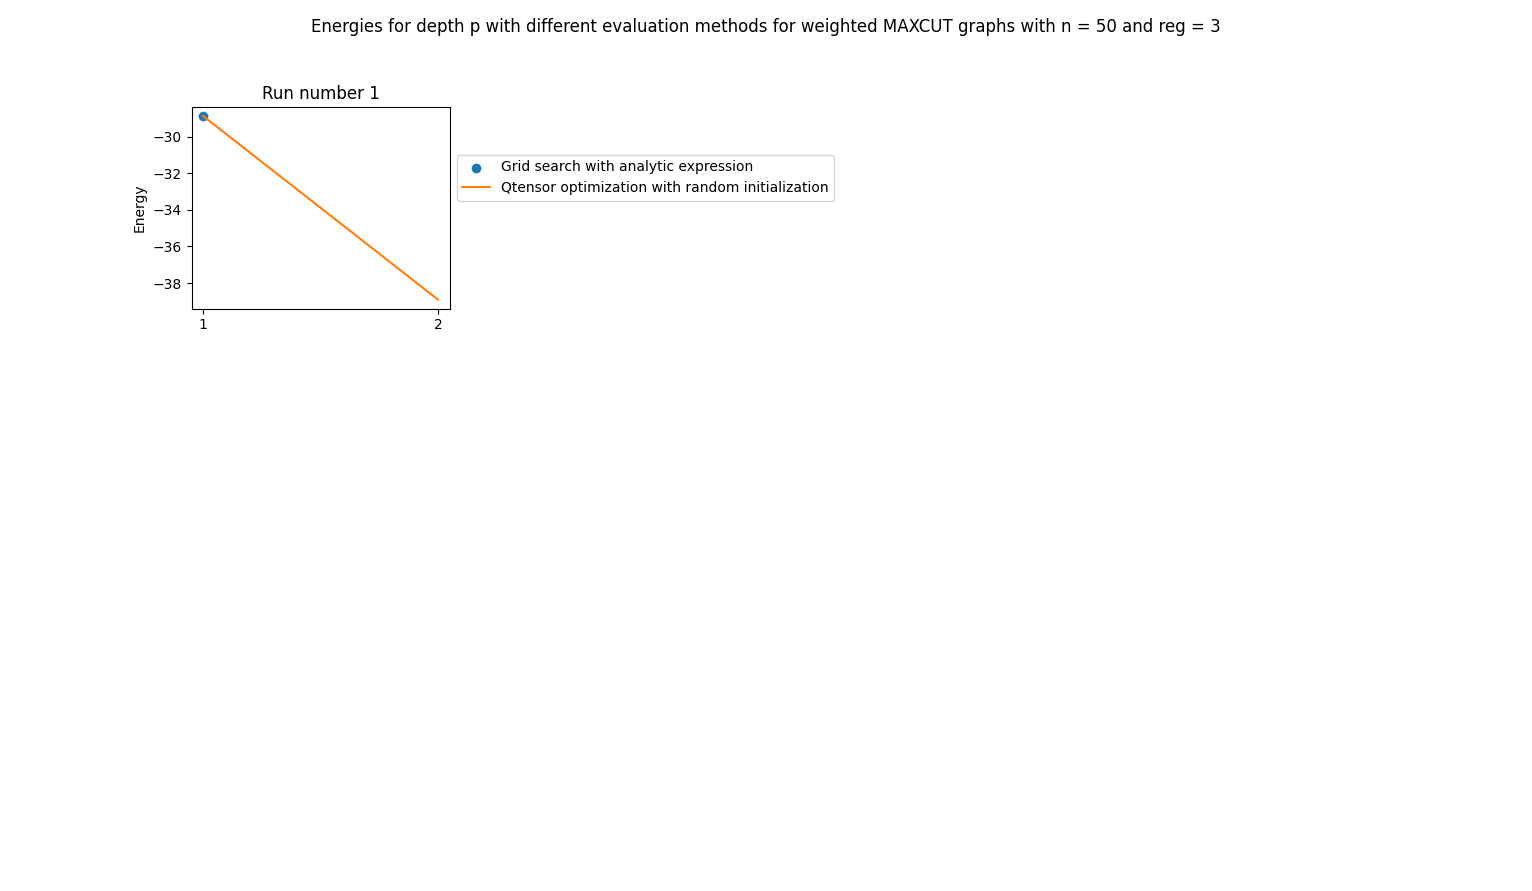 Energies for depth p with different evaluation methods for weighted MAXCUT graphs with n = 50 and reg = 3
Run number 1
Energy
−30
−32
−34
−36
−38
1
2
Grid search with analytic expression
Qtensor optimization with random initialization